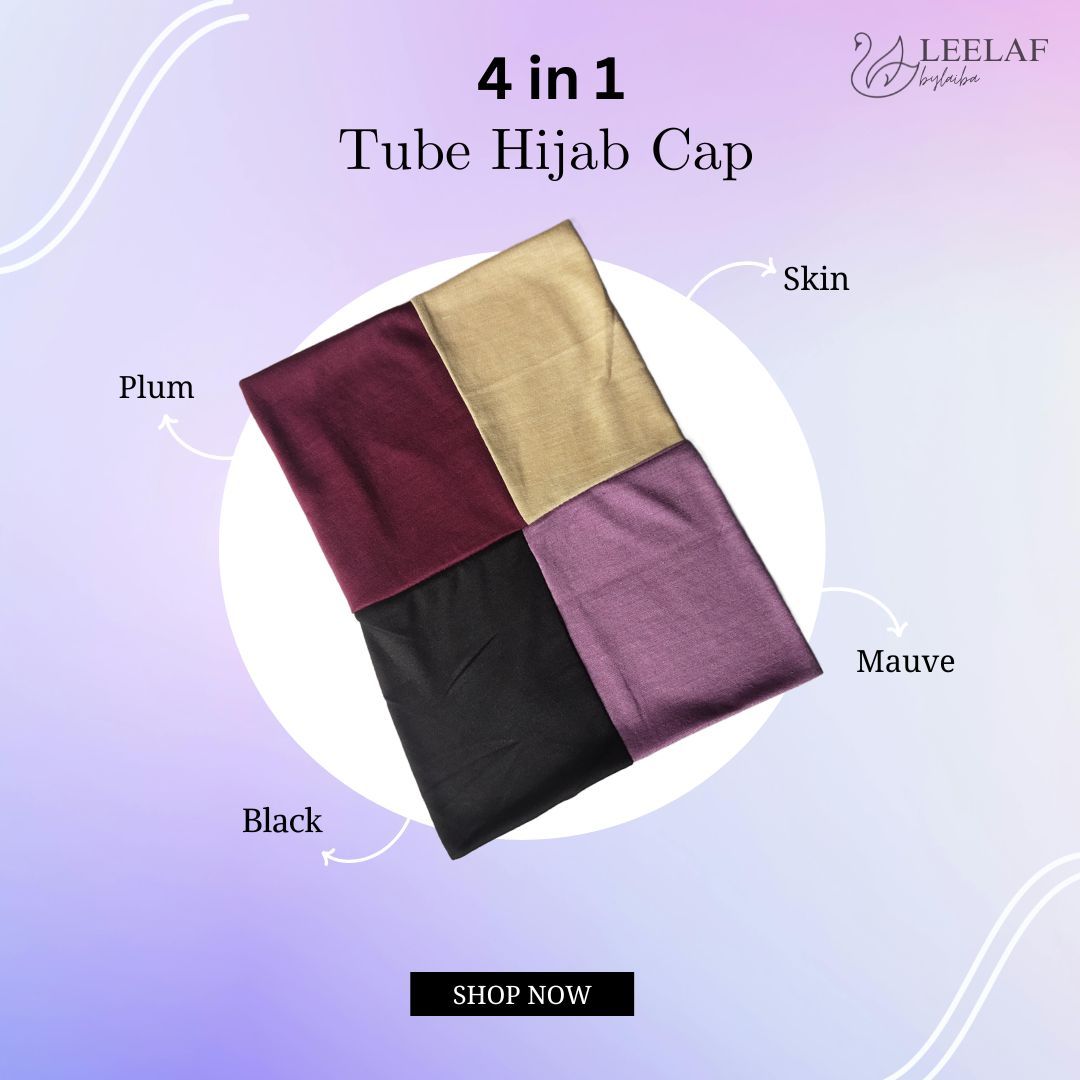 LEELAF
bylaiba
4 in 1
Tube Hijab Cap
Skin
Plum
Mauve
Black
SHOP NOW